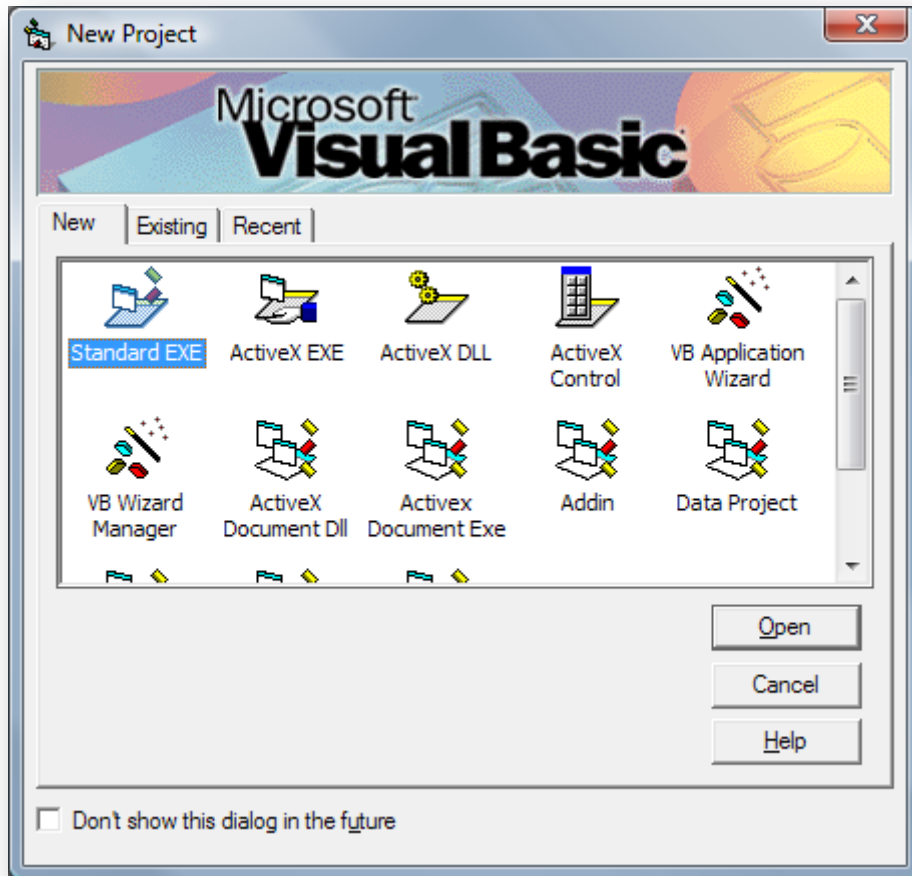 New Project
Microsoft
Visual Basic
New Existing Recent
Standard EXE ActiveX EXE ActiveX DLL ActiveX Control VB Application Wizard
VB Wizard Manager ActiveX Document Dll Activex Document Exe Addin Data Project
Open
Cancel
Help
Don't show this dialog in the future